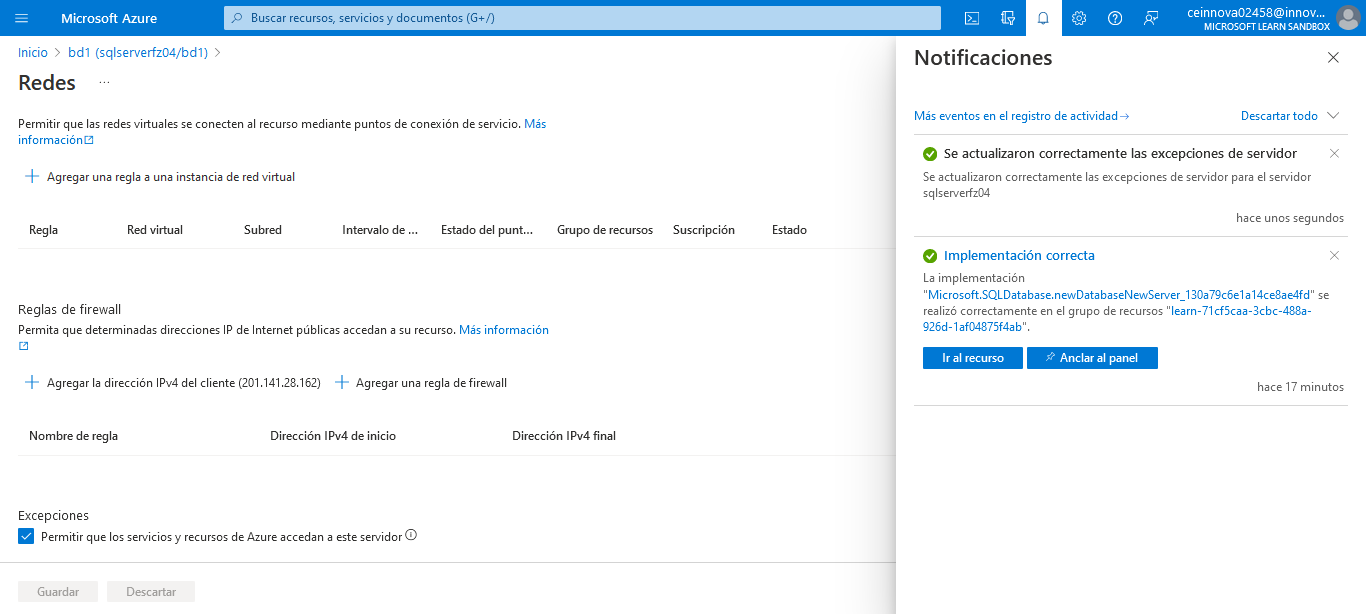 Microsoft Azure
Buscar recursos, servicios y documentos (G+/)
ceinnova02458@innov...
MICROSOFT LEARN SANDBOX
Inicio > bd1 (sqlserverfz04/bd1) >
Redes ...
Permitir que las redes virtuales se conecten al recurso mediante puntos de conexión de servicio. Más
información
+ Agregar una regla a una instancia de red virtual
Regla Red virtual Subred Intervalo de ... Estado del punt... Grupo de recursos Suscripción Estado
Reglas de firewall
Permita que determinadas direcciones IP de Internet públicas accedan a su recurso. Más información
+ Agregar la dirección IPv4 del cliente (201.141.28.162) + Agregar una regla de firewall
Nombre de regla Dirección IPv4 de inicio Dirección IPv4 final
Excepciones
Permitir que los servicios y recursos de Azure accedan a este servidor
Guardar Descartar
Notificaciones
Más eventos en el registro de actividad→ Descartar todo
Se actualizaron correctamente las excepciones de servidor
Se actualizaron correctamente las excepciones de servidor para el servidor
sqlserverfz04
hace unos segundos
Implementación correcta
La implementación
"Microsoft.SQLDatabase.newDatabaseNewServer_130a79c6e1a14ce8ae4fd" se
realizó correctamente en el grupo de recursos "learn-71cf5caa-3cbc-488a-
926d-1af04875f4ab".
Ir al recurso Anclar al panel
hace 17 minutos